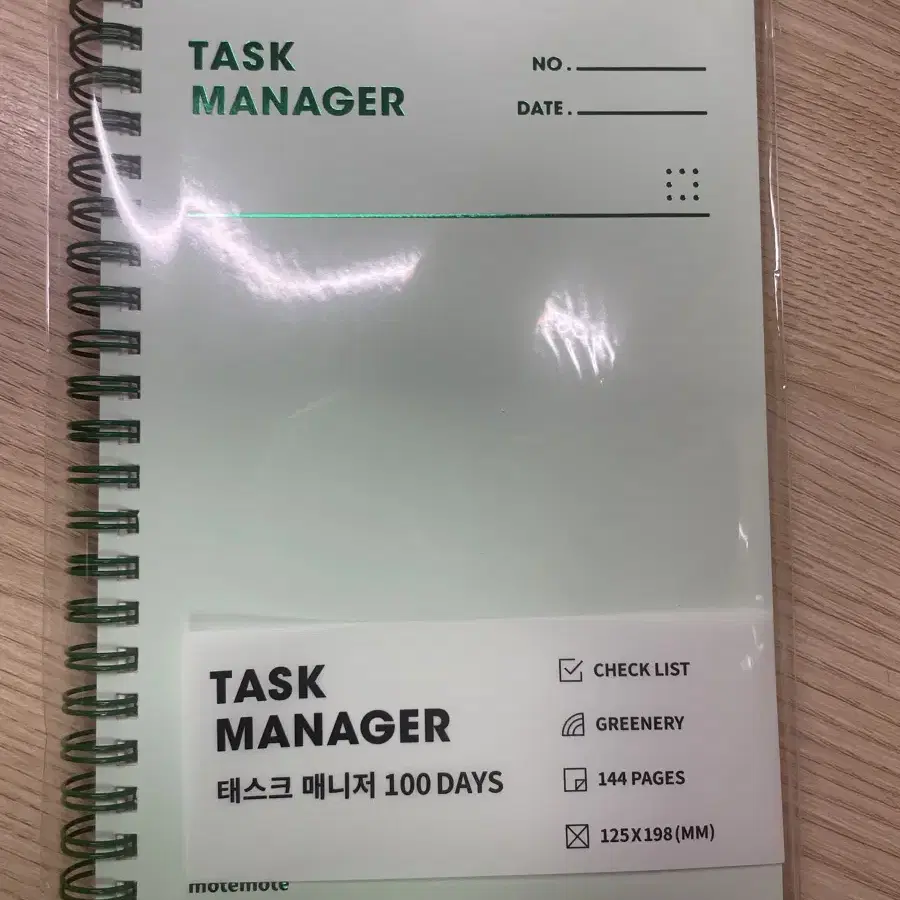 TASK
MANAGER
NO.
DATE.
TASK
MANAGER
태스크 매니저 100 DAYS
CHECK LIST
GREENERY
144 PAGES
125X198(MM)
motemote